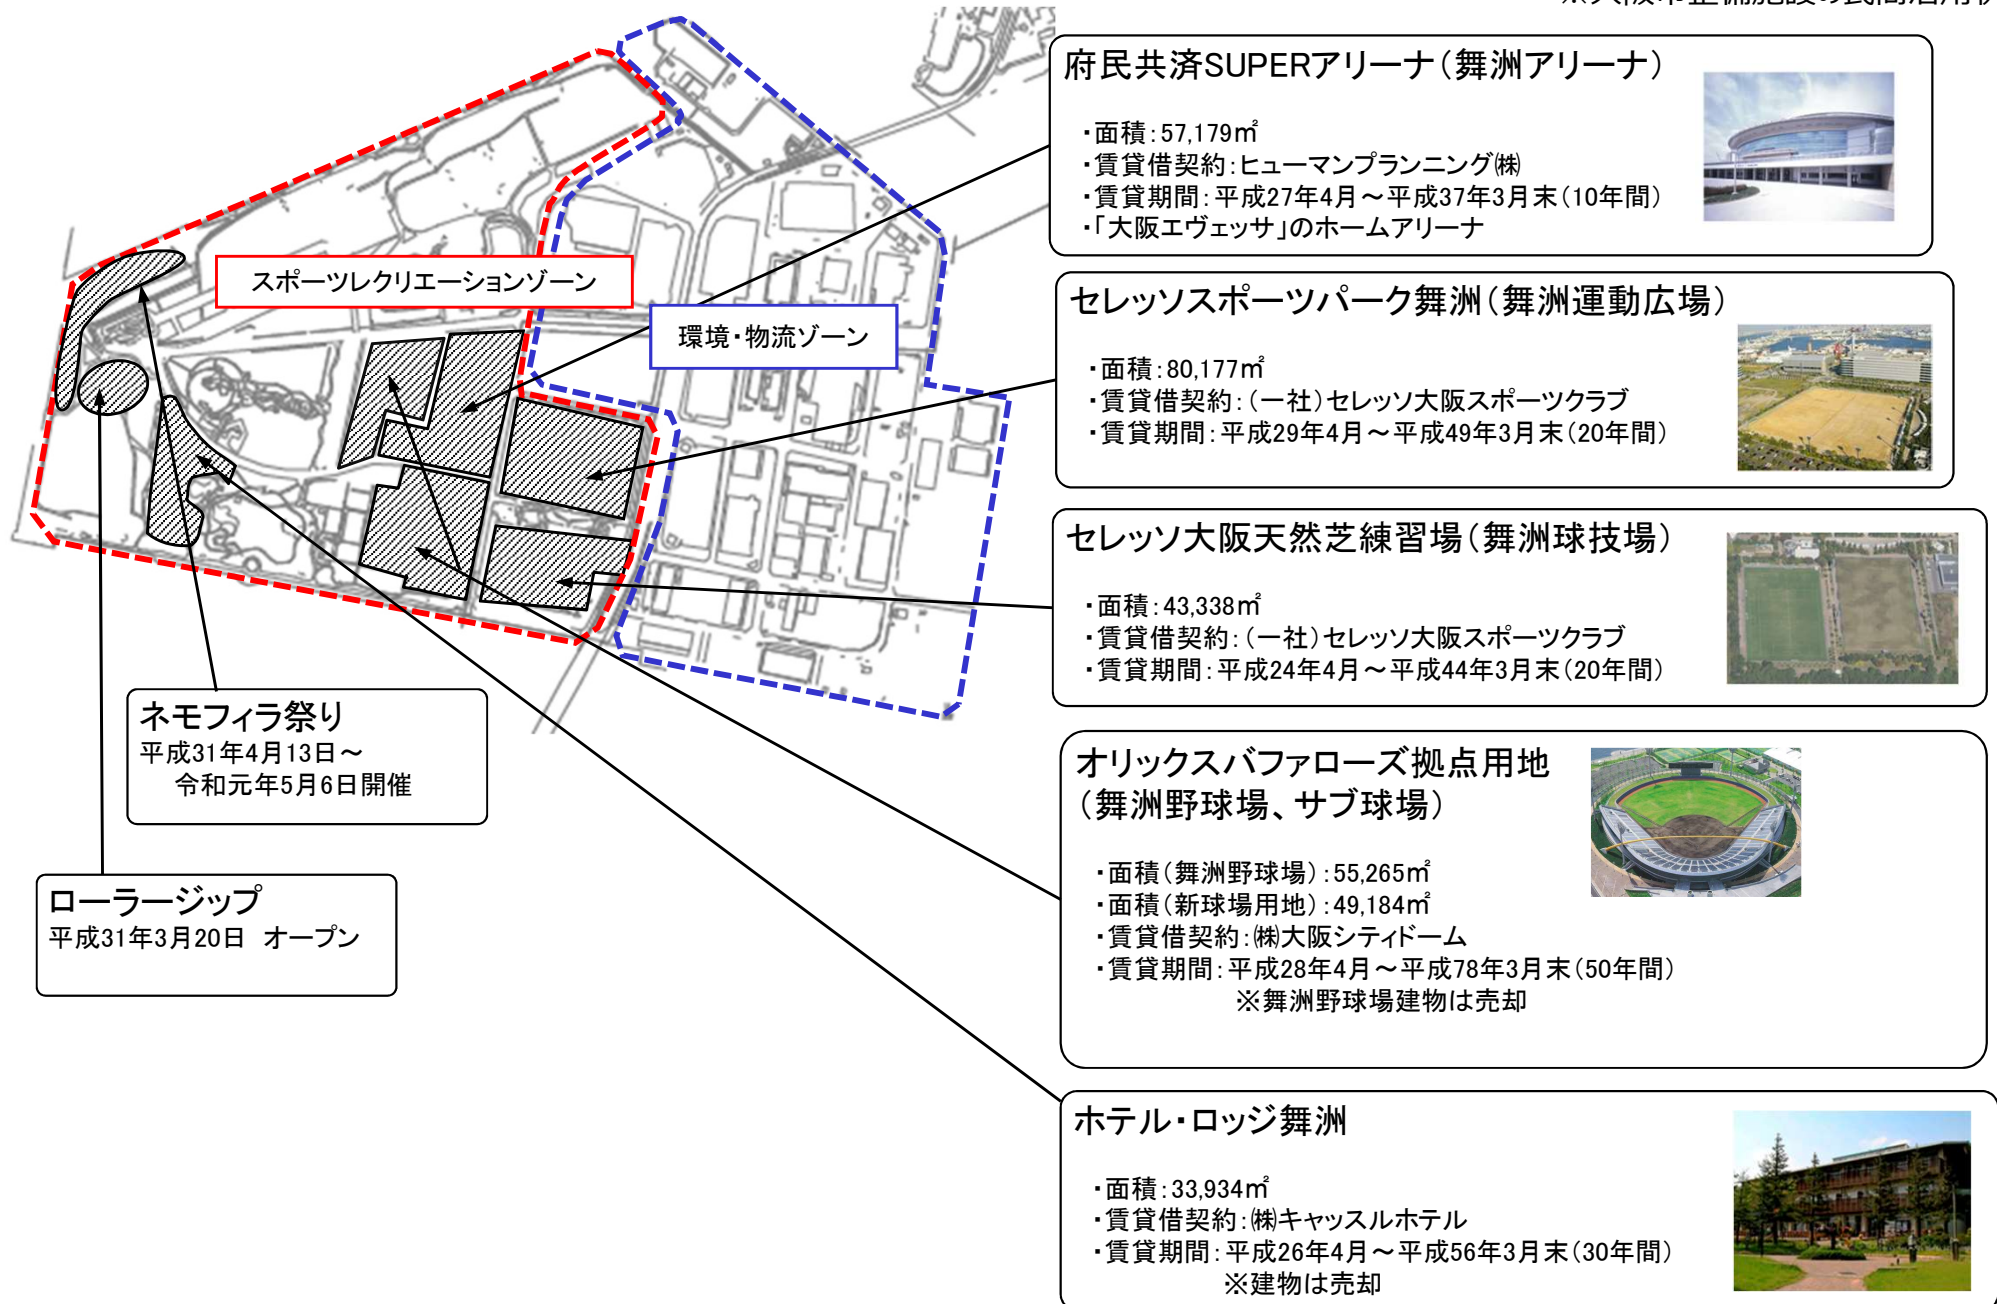 ※大阪市整備施設の民間活用
府民共済SUPERアリーナ(舞洲アリーナ)
・面積:57,179㎡
・賃貸借契約:ヒューマンプランニング㈱
・賃貸期間:平成27年4月~平成37年3月末(10年間)
・「大阪エヴェッサ」のホームアリーナ
スポーツレクリエーションゾーン
環境・物流ゾーン
セレッソスポーツパーク舞洲(舞洲運動広場)
・面積:80,177㎡
・賃貸借契約:(一社)セレッソ大阪スポーツクラブ
・賃貸期間:平成29年4月~平成49年3月末(20年間)
セレッソ大阪天然芝練習場(舞洲球技場)
・面積:43,338㎡
・賃貸借契約:(一社)セレッソ大阪スポーツクラブ
・賃貸期間:平成24年4月~平成44年3月末(20年間)
ネモフィラ祭り
平成31年4月13日~
令和元年5月6日開催
ローラージップ
平成31年3月20日 オープン
オリックスバファローズ拠点用地
(舞洲野球場、サブ球場)
・面積(舞洲野球場):55,265㎡
・面積(新球場用地):49,184㎡
・賃貸借契約:㈱大阪シティドーム
・賃貸期間:平成28年4月~平成78年3月末(50年間)
※舞洲野球場建物は売却
ホテル・ロッジ舞洲
・面積:33,934㎡
・賃貸借契約:㈱キャッスルホテル
・賃貸期間:平成26年4月~平成56年3月末(30年間)
※建物は売却